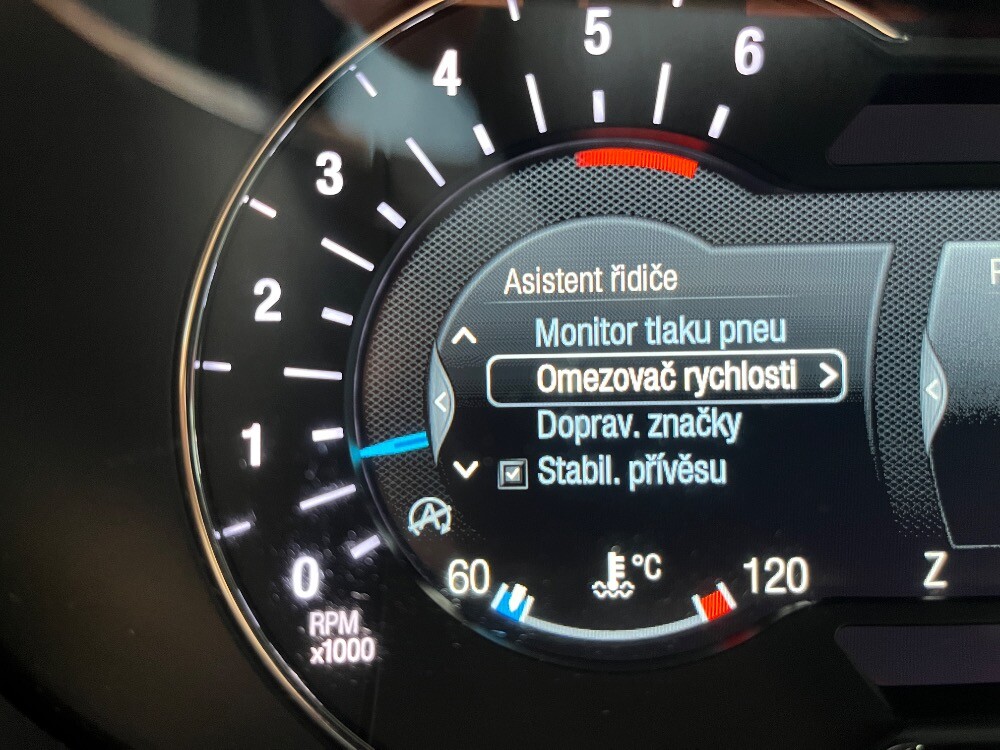 5
6
4
3
2
1
0
RPM
x1000
Asistent řidiče
Monitor tlaku pneu
Omezovač rychlosti
Doprav. značky
Stabil. přívěsu
A
60
°C
120
Z